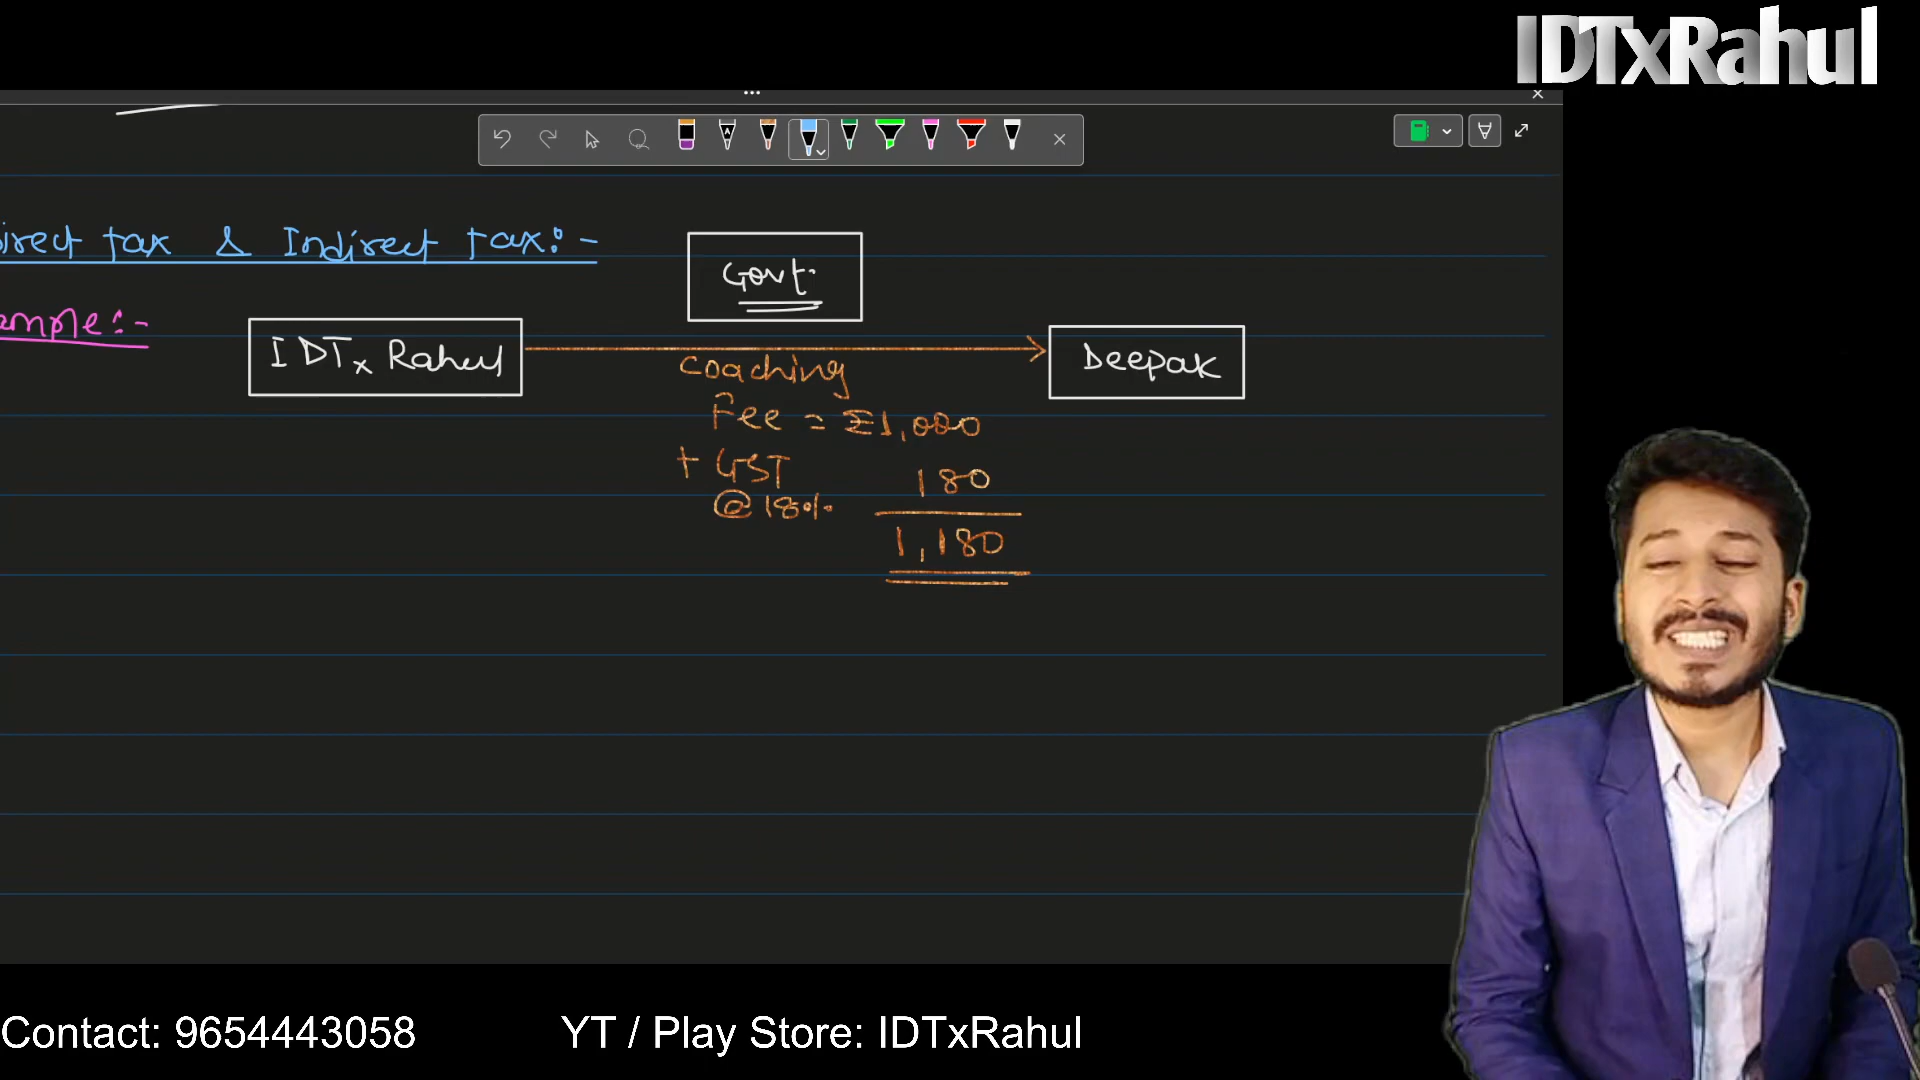 IDTxRahul
irect tax & Indirect tax:-
Govt.
ample:-
IDTx Rahul
Deepak
Coaching
Fee = ₹1,000
+ GST 180
@ 18%
1,180
Contact: 9654443058 YT / Play Store: IDTxRahul